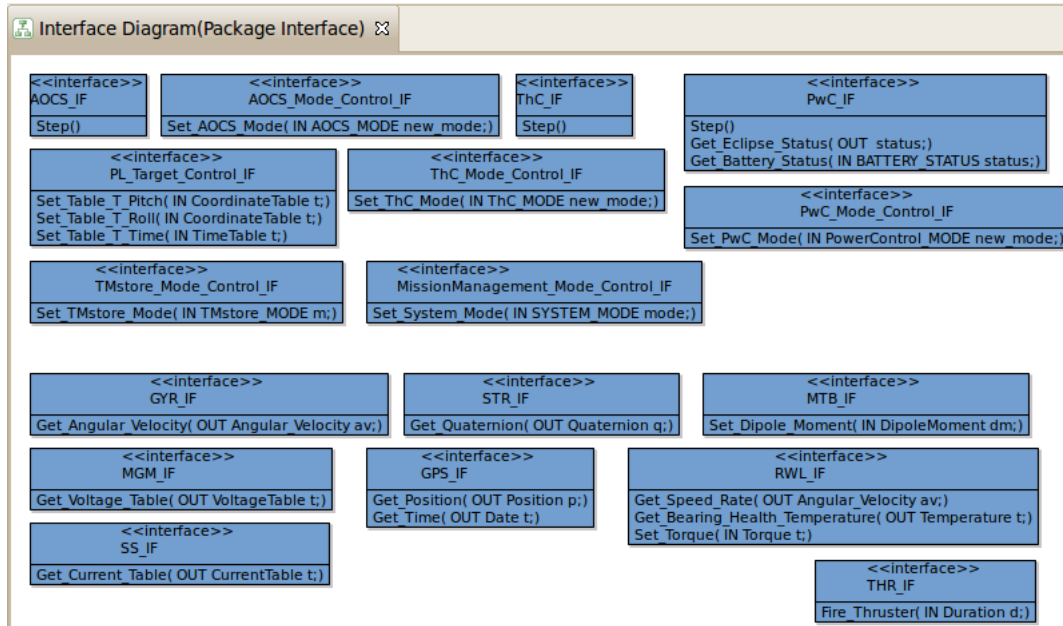 Interface Diagram(Package Interface)
<<interface>>
AOCS_IF
Step()
<<interface>>
AOCS_Mode_Control_IF
Set_AOCS_Mode( IN AOCS_MODE new_mode;)
<<interface>>
ThC_IF
Step()
<<interface>>
PwC_IF
Step()
Get_Eclipse_Status( OUT  status;)
Get_Battery_Status( IN BATTERY_STATUS status;)
<<interface>>
PL_Target_Control_IF
Set_Table_T_Pitch( IN CoordinateTable t;)
Set_Table_T_Roll( IN CoordinateTable t;)
Set_Table_T_Time( IN TimeTable t;)
<<interface>>
ThC_Mode_Control_IF
Set_ThC_Mode( IN ThC_MODE new_mode;)
<<interface>>
PwC_Mode_Control_IF
Set_PwC_Mode( IN PowerControl_MODE new_mode;)
<<interface>>
TMstore_Mode_Control_IF
Set_TMstore_Mode( IN TMstore_MODE m;)
<<interface>>
MissionManagement_Mode_Control_IF
Set_System_Mode( IN SYSTEM_MODE mode;)
<<interface>>
GYR_IF
Get_Angular_Velocity( OUT Angular_Velocity av;)
<<interface>>
STR_IF
Get_Quaternion( OUT Quaternion q;)
<<interface>>
MTB_IF
Set_Dipole_Moment( IN DipoleMoment dm;)
<<interface>>
MGM_IF
Get_Voltage_Table( OUT VoltageTable t;)
<<interface>>
GPS_IF
Get_Position( OUT Position p;)
Get_Time( OUT Date t;)
<<interface>>
RWL_IF
Get_Speed_Rate( OUT Angular_Velocity av;)
Get_Bearing_Health_Temperature( OUT Temperature t;)
Set_Torque( IN Torque t;)
<<interface>>
SS_IF
Get_Current_Table( OUT CurrentTable t;)
<<interface>>
THR_IF
Fire_Thruster( IN Duration d;)